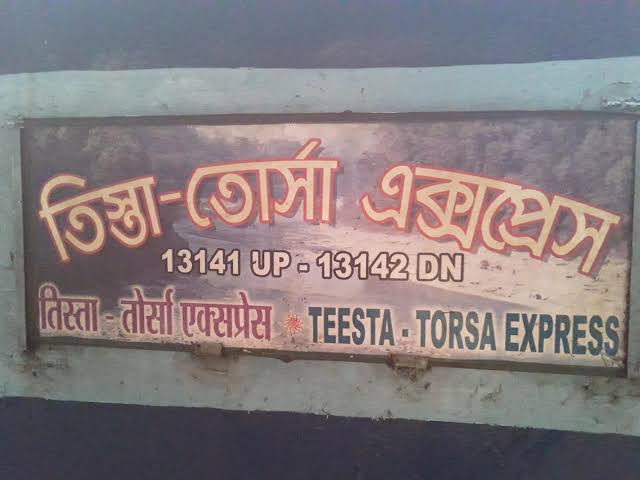 তিস্তা-তোর্সা এক্সপ্রেস
13141 UP - 13142 DN
तिस्ता - तोर्सा एक्सप्रेस TEESTA - TORSA EXPRESS